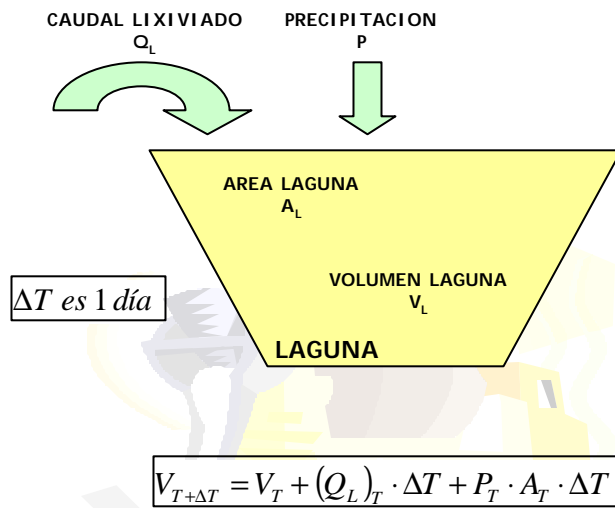 CAUDAL LIXIVIADO
Q_L
PRECIPITACION
P
AREA LAGUNA
A_L
VOLUMEN LAGUNA
V_L
ΔT es 1 día
LAGUNA
V_{T+ΔT} = V_T + (Q_L)_T · ΔT + P_T · A_T · ΔT